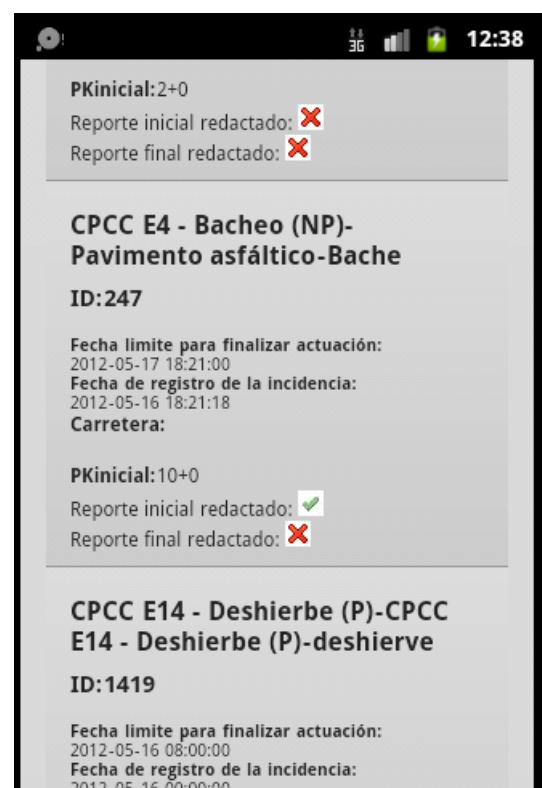 3G 12:38
PKinicial:2+0
Reporte inicial redactado:
Reporte final redactado:
CPCC E4 - Bacheo (NP)-
Pavimento asfáltico-Bache
ID:247
Fecha limite para finalizar actuación:
2012-05-17 18:21:00
Fecha de registro de la incidencia:
2012-05-16 18:21:18
Carretera:
PKinicial:10+0
Reporte inicial redactado:
Reporte final redactado:
CPCC E14 - Deshierbe (P)-CPCC
E14 - Deshierbe (P)-deshierve
ID:1419
Fecha limite para finalizar actuación:
2012-05-16 08:00:00
Fecha de registro de la incidencia: